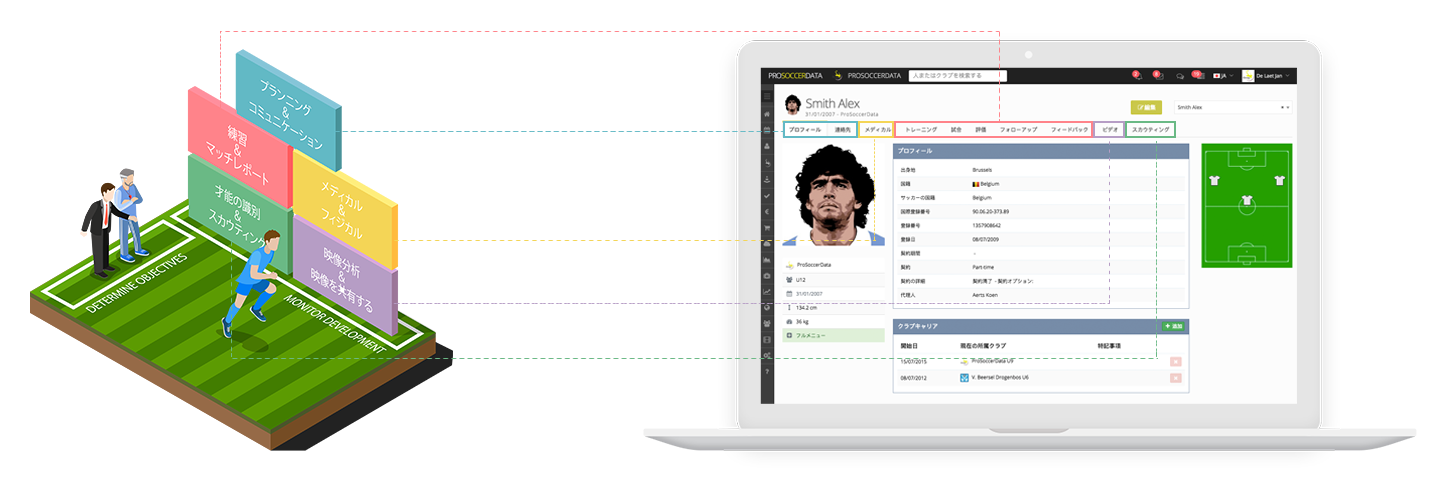 プランニング
&
コミュニケーション
練習
&
マッチレポート
メディカル
&
フィジカル
才能の識別
&
スカウティング
映像分析
&
映像を共有する
DETERMINE OBJECTIVES
MONITOR DEVELOPMENT
PROSOCCERDATA PROSOCCERDATA 人またはクラブを検索する JA De Laet Jan
Smith Alex
31/01/2007 - ProSoccerData
編集 Smith Alex
プロフィール 連絡先 メディカル トレーニング 試合 評価 フォローアップ フィードバック ビデオ スカウティング
プロフィール
出身地 Brussels
国籍 Belgium
サッカーの国籍 Belgium
国際登録番号 90.06.20-373.89
登録番号 1357908642
登録日 08/07/2009
契約期間 -
契約 Part time
契約の詳細 契約満了 - 契約オプション:
代理人 Aerts Koen
ProSoccerData
U12
31/01/2007
134.2 cm
36 kg
フルメニュー
クラブキャリア + 追加
開始日 現在の所属クラブ 特記事項
15/07/2015 ProSoccerData U9
08/07/2012 V. Beersel Drogenbos U6